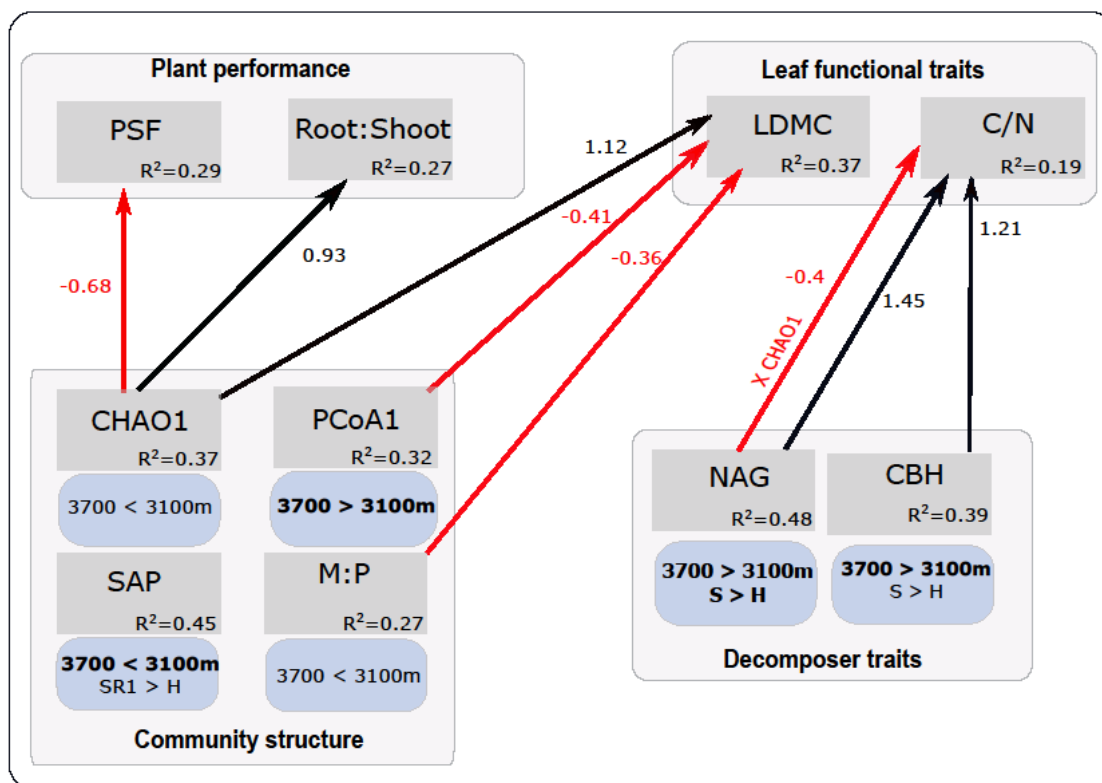 Plant performance
PSF
R²=0.29
Root:Shoot
R²=0.27
Leaf functional traits
LDMC
R²=0.37
C/N
R²=0.19
-0.68
0.93
1.12
-0.41
-0.36
-0.4
X CHAO1
1.45
1.21
CHAO1
R²=0.37
3700 < 3100m
PCoA1
R²=0.32
3700 > 3100m
SAP
R²=0.45
3700 < 3100m
SR1 > H
M:P
R²=0.27
3700 < 3100m
Community structure
NAG
R²=0.48
3700 > 3100m
S > H
CBH
R²=0.39
3700 > 3100m
S > H
Decomposer traits